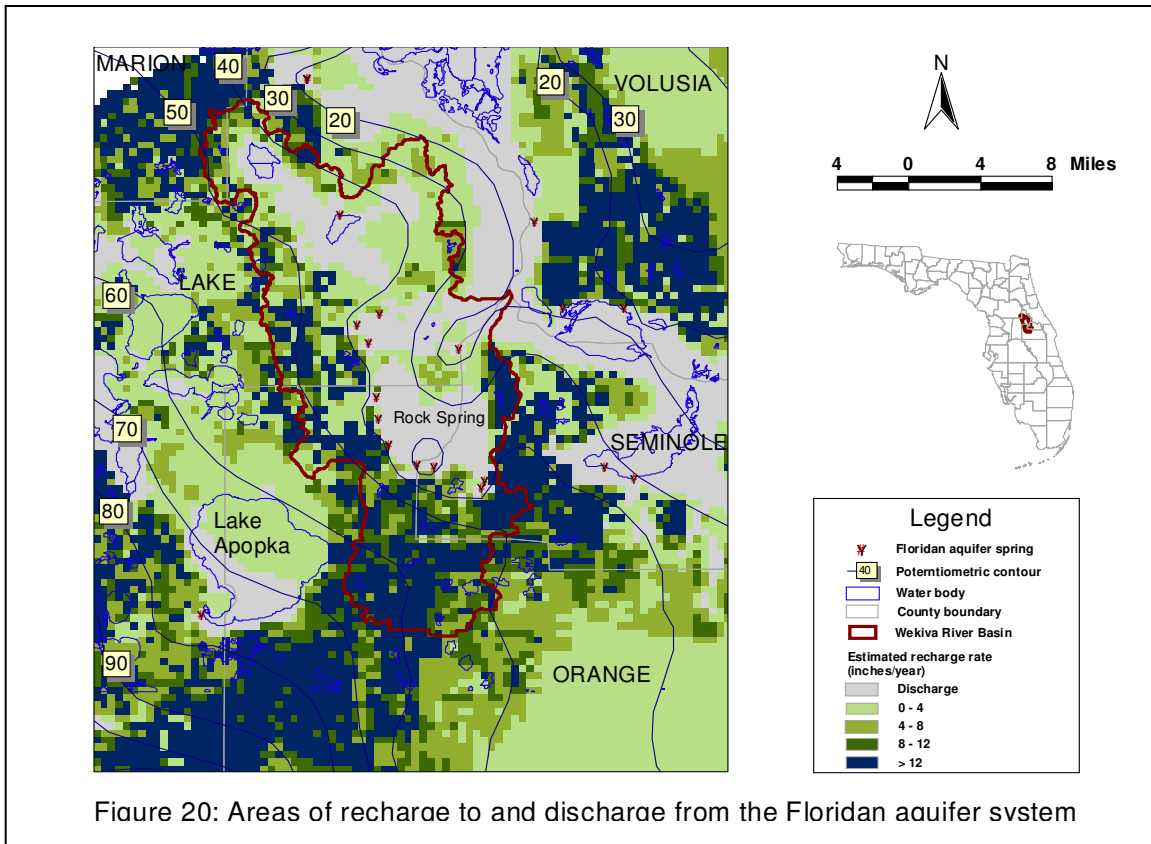 MARION
40
50
30
20
20
VOLUSIA
30
LAKE
60
Rock Spring
70
SEMINOLE
80
Lake
Apopka
90
ORANGE
N
4 0 4 8 Miles
Legend
Floridan aquifer spring
40 Poterntiometric contour
Water body
County boundary
Wekiva River Basin
Estimated recharge rate
(inches/year)
Discharge
0 - 4
4 - 8
8 - 12
> 12
Figure 20: Areas of recharge to and discharge from the Floridan aquifer system